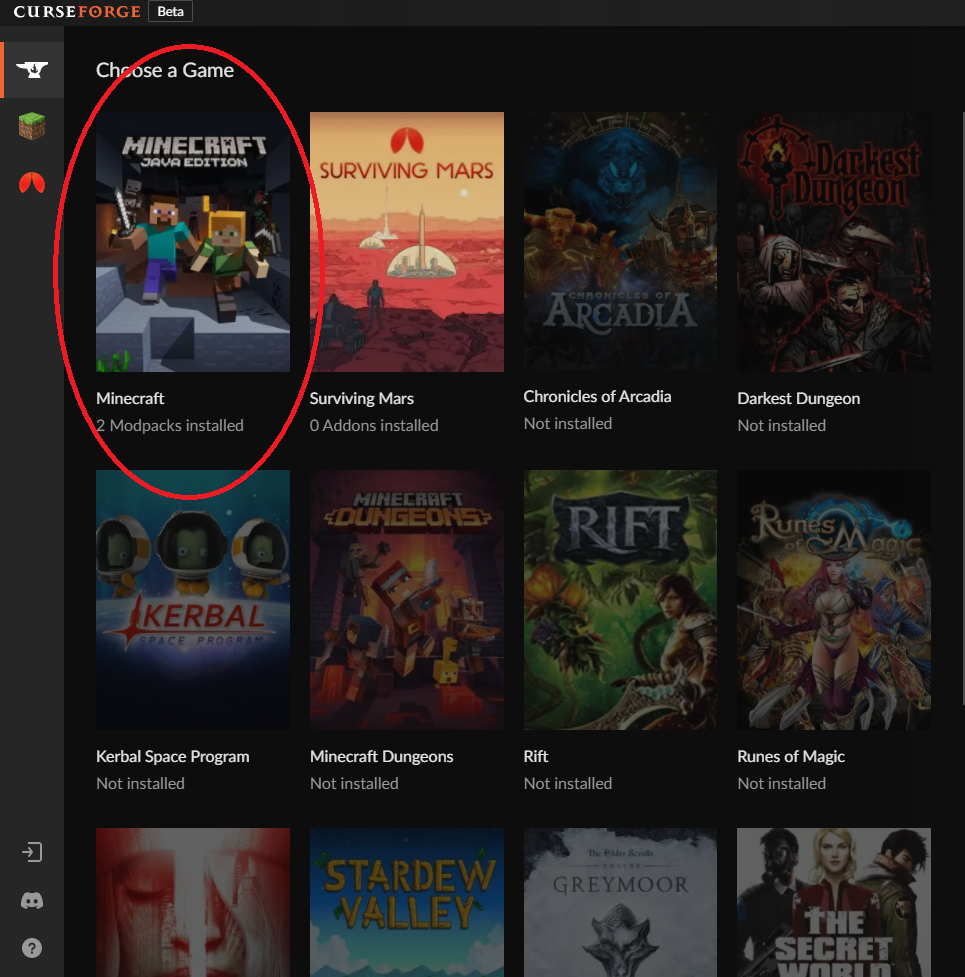 CURSEFORGE Beta
Choose a Game
MINECRAFT
JAVA EDITION
SURVIVING MARS
CHRONICLES OF
ARCADIA
Darkest
Dungeon
Minecraft
2 Modpacks installed
Surviving Mars
0 Addons installed
Chronicles of Arcadia
Not installed
Darkest Dungeon
Not installed
MINECRAFT
DUNGEONS
RIFT
Runes
of Magic
KERBAL
SPACE PROGRAM
Kerbal Space Program
Not installed
Minecraft Dungeons
Not installed
Rift
Not installed
Runes of Magic
Not installed
STARDEW
VALLEY
The Elder Scrolls
ONLINE
GREYMOOR
THE
SECRET
WORLD
?